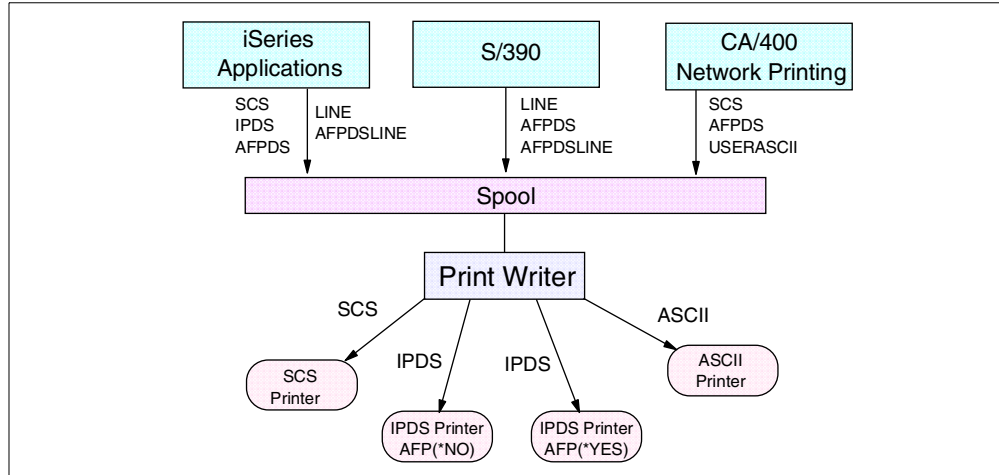 iSeries
Applications
S/390
CA/400
Network Printing
SCS
IPDS
AFPDS
LINE
AFPDSLINE
LINE
AFPDS
AFPDSLINE
SCS
AFPDS
USERASCII
Spool
Print Writer
SCS
IPDS
IPDS
ASCII
SCS
Printer
IPDS Printer
AFP(*NO)
IPDS Printer
AFP(*YES)
ASCII
Printer